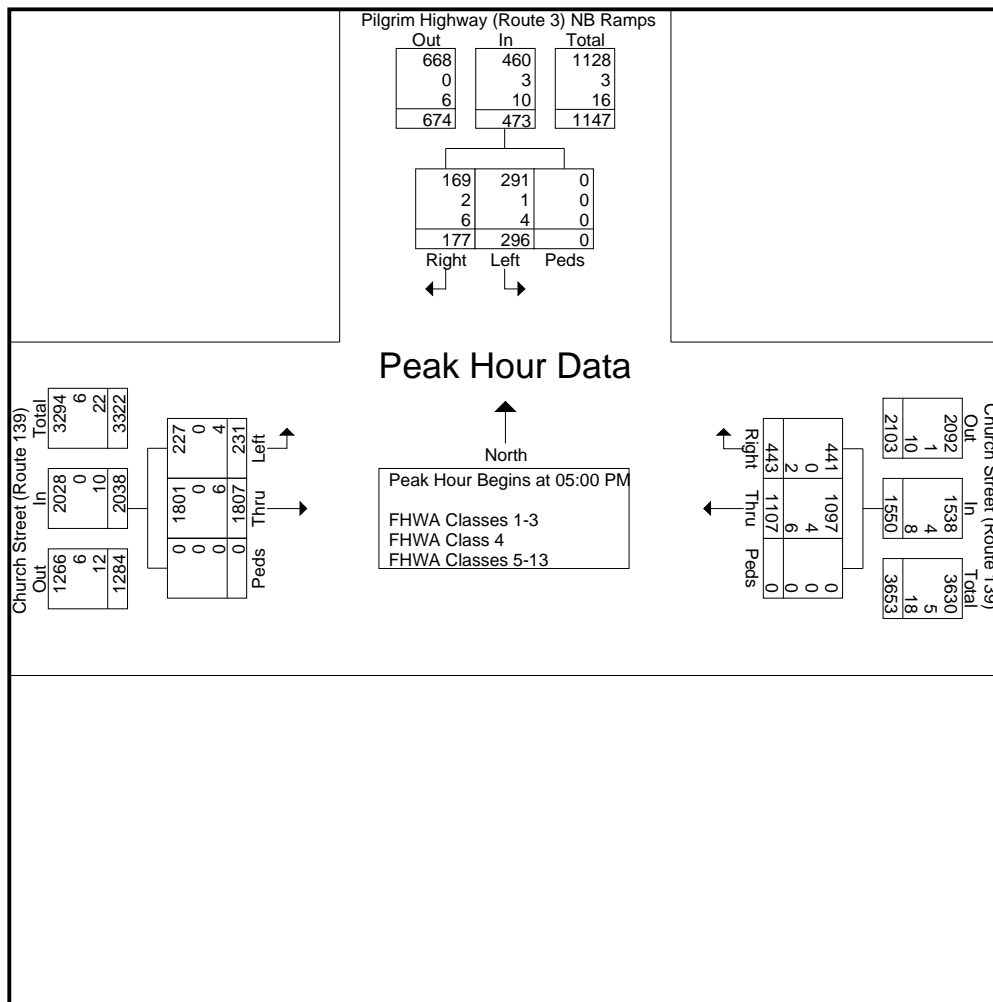 Pilgrim Highway (Route 3) NB Ramps
Out In Total
668 460 1128
0 3 3
6 10 16
674 473 1147
169 291 0
2 1 0
6 4 0
177 296 0
Right Left Peds
Peak Hour Data
North
Peak Hour Begins at 05:00 PM
FHWA Classes 1-3
FHWA Class 4
FHWA Classes 5-13
Church Street (Route 139)
Out In Total
1266 2028 3294
6 0 6
12 10 22
1284 2038 3322
227 1801 0
0 0 0
4 6 0
231 1807 0
Left Thru Peds
Church Street (Route 139)
Out In Total
2092 1538 3630
1 4 5
10 8 18
2103 1550 3653
441 1097 0
0 4 0
2 6 0
443 1107 0
Right Thru Peds